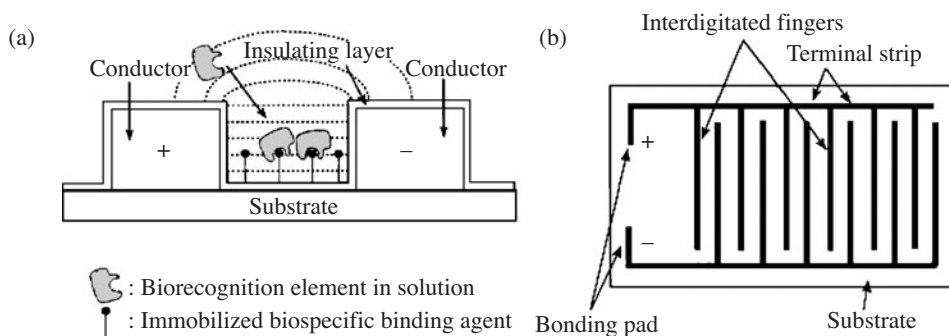 (a)
Insulating layer
Conductor
Conductor
+
−
Substrate
: Biorecognition element in solution
: Immobilized biospecific binding agent
(b)
Interdigitated fingers
Terminal strip
+
−
Bonding pad
Substrate